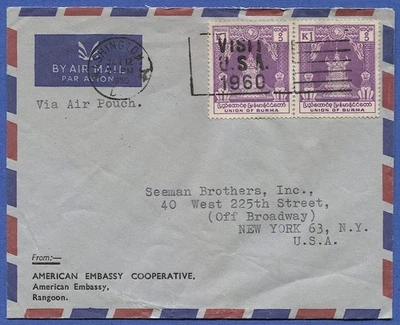 BY AIR MAIL
PAR AVION
Via Air Pouch.
VISIT
U.S.A.
1960
K1
UNION OF BURMA
UNION OF BURMA
Seeman Brothers, Inc.,
40 West 225th Street,
(Off Broadway)
NEW YORK 63, N.Y.
U.S.A.
From:—
AMERICAN EMBASSY COOPERATIVE,
American Embassy,
Rangoon.